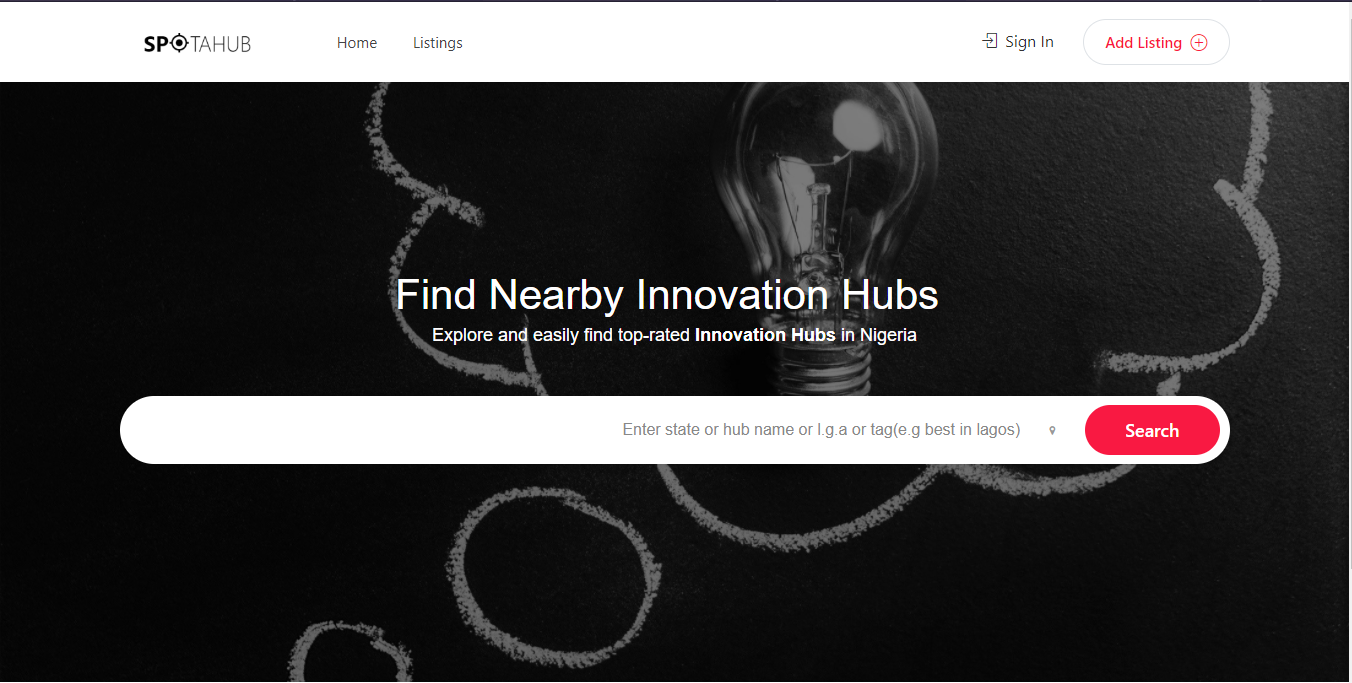 SPOTAHUB
Home
Listings
Sign In
Add Listing
Find Nearby Innovation Hubs
Explore and easily find top-rated Innovation Hubs in Nigeria
Enter state or hub name or l.g.a or tag(e.g best in lagos)
Search